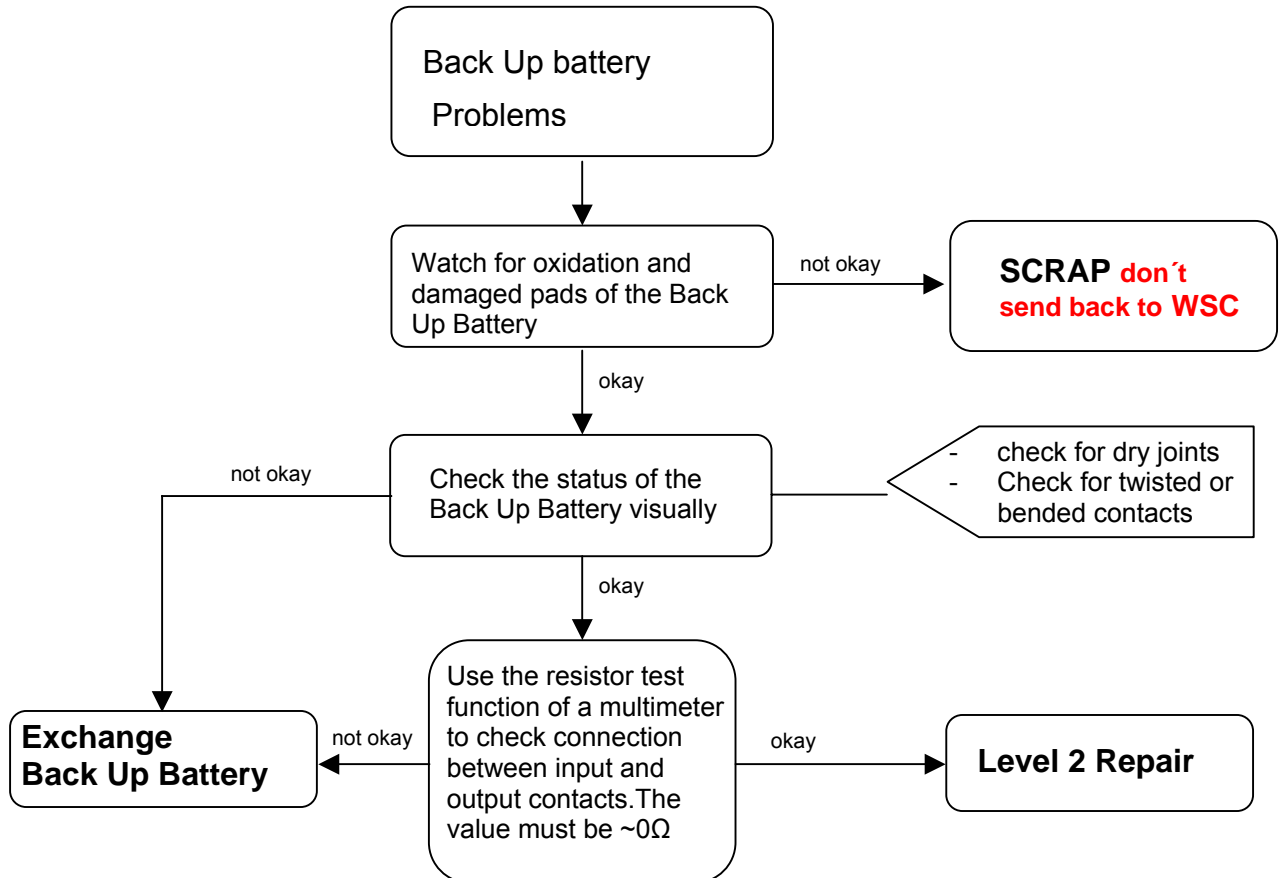 Back Up battery
Problems
Watch for oxidation and
damaged pads of the Back
Up Battery
not okay
SCRAP don´t
send back to WSC
okay
Check the status of the
Back Up Battery visually
not okay
- check for dry joints
- Check for twisted or
bended contacts
okay
Use the resistor test
function of a multimeter
to check connection
between input and
output contacts.The
value must be ~0Ω
not okay
Exchange
Back Up Battery
okay
Level 2 Repair